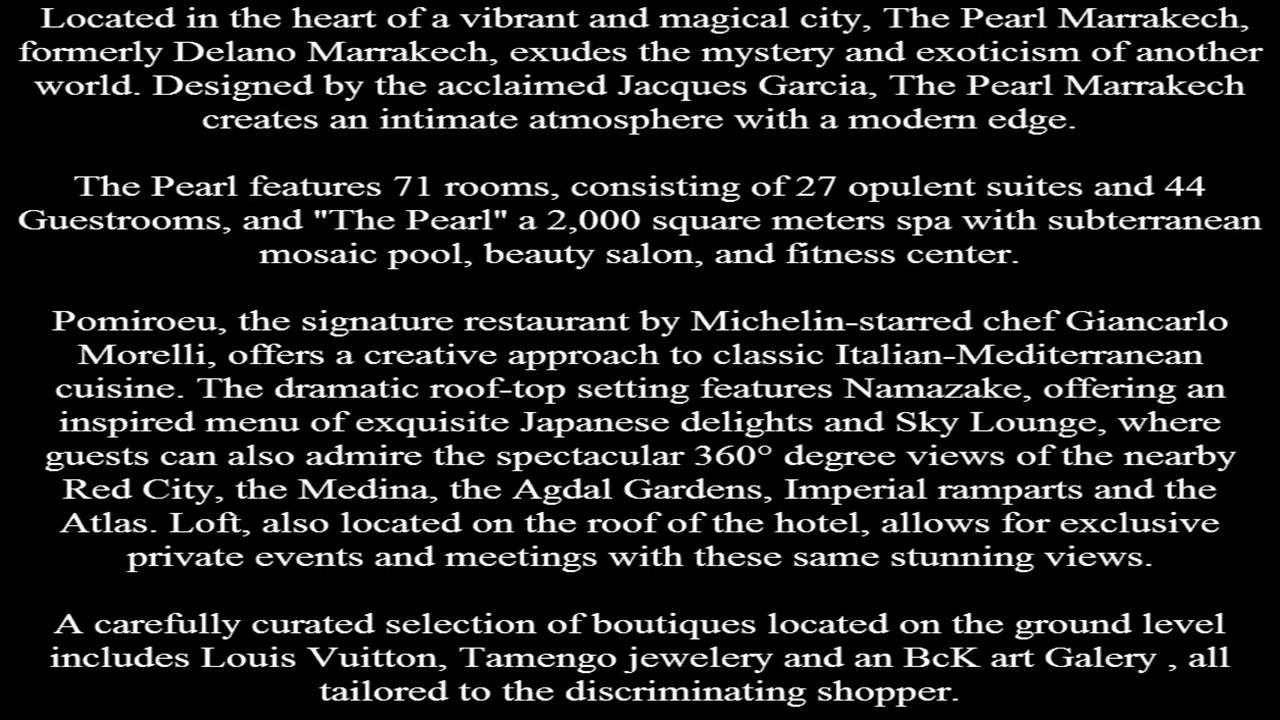 Located in the heart of a vibrant and magical city, The Pearl Marrakech,
formerly Delano Marrakech, exudes the mystery and exoticism of another
world. Designed by the acclaimed Jacques Garcia, The Pearl Marrakech
creates an intimate atmosphere with a modern edge.
The Pearl features 71 rooms, consisting of 27 opulent suites and 44
Guestrooms, and "The Pearl" a 2,000 square meters spa with subterranean
mosaic pool, beauty salon, and fitness center.
Pomiroeu, the signature restaurant by Michelin-starred chef Giancarlo
Morelli, offers a creative approach to classic Italian-Mediterranean
cuisine. The dramatic roof-top setting features Namazake, offering an
inspired menu of exquisite Japanese delights and Sky Lounge, where
guests can also admire the spectacular 360° degree views of the nearby
Red City, the Medina, the Agdal Gardens, Imperial ramparts and the
Atlas. Loft, also located on the roof of the hotel, allows for exclusive
private events and meetings with these same stunning views.
A carefully curated selection of boutiques located on the ground level
includes Louis Vuitton, Tamengo jewelery and an BcK art Galery , all
tailored to the discriminating shopper.